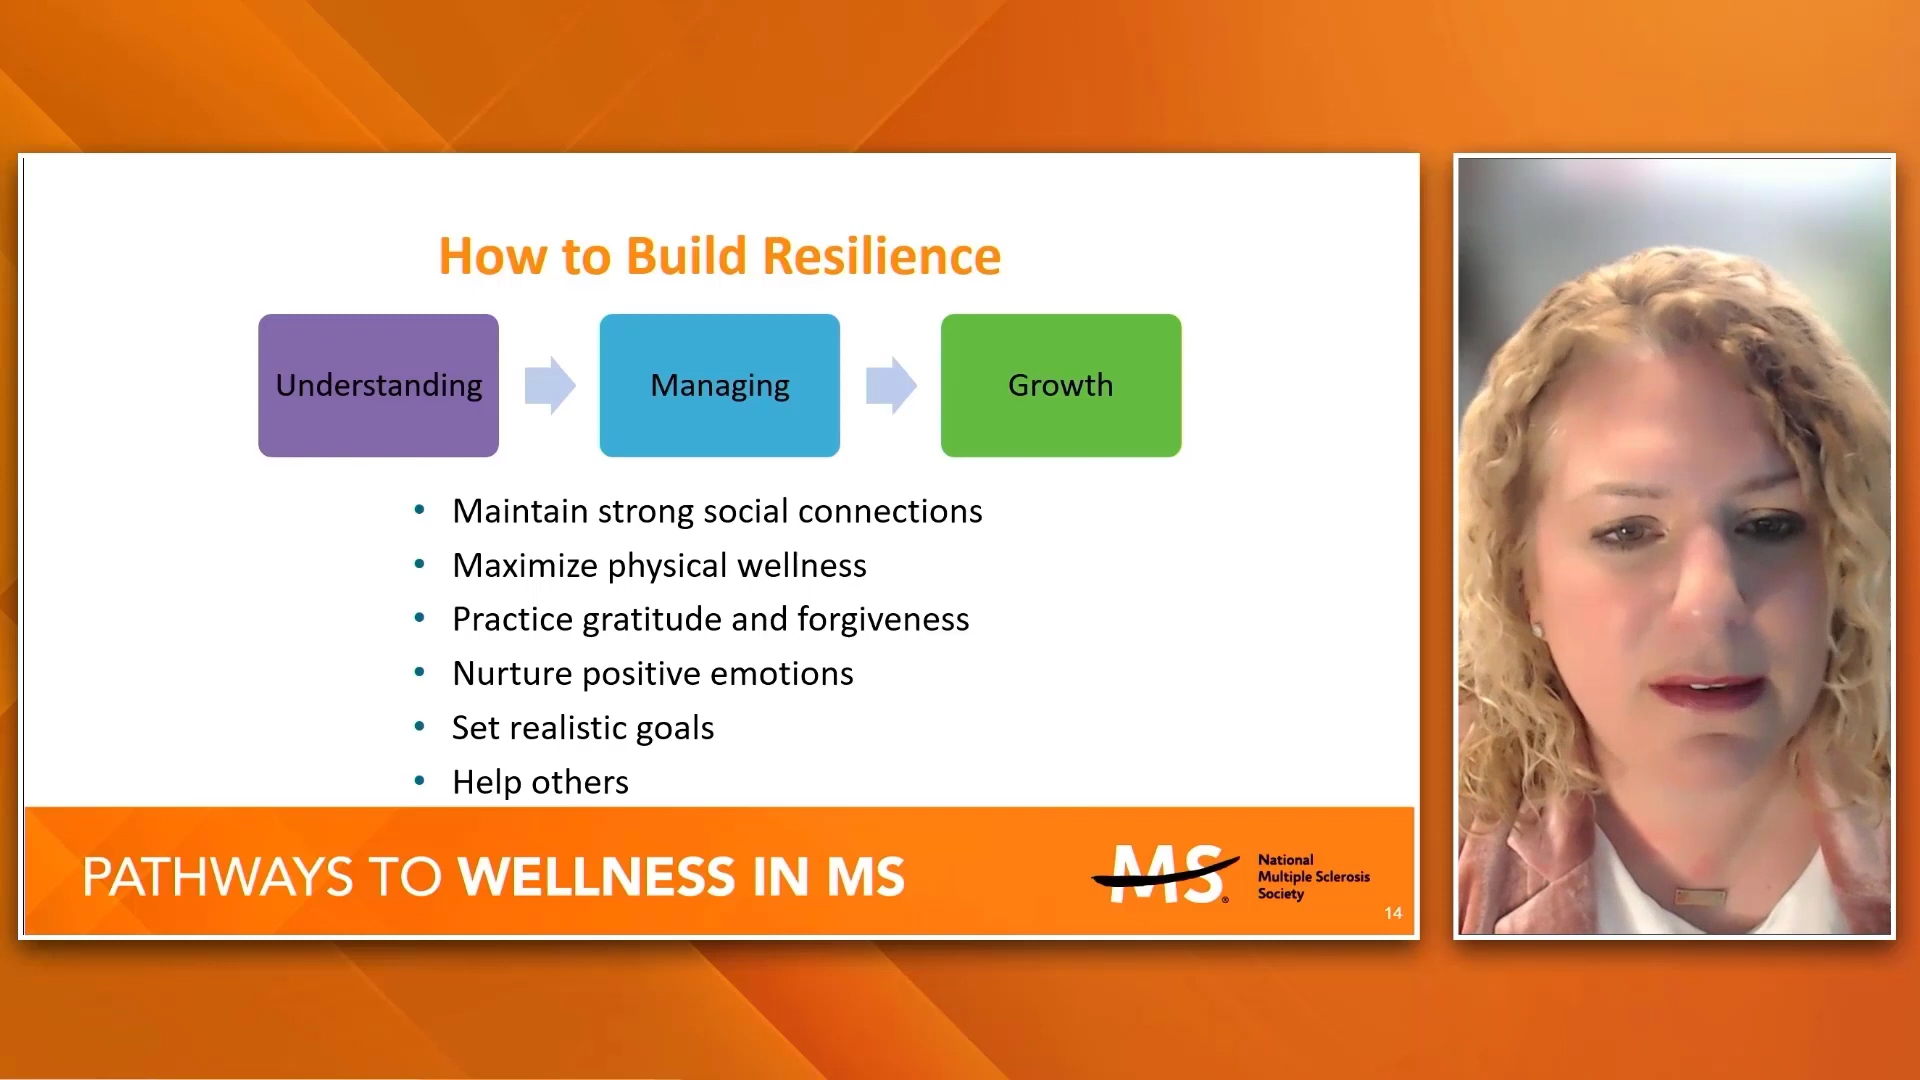 How to Build Resilience
Understanding
Managing
Growth
• Maintain strong social connections
• Maximize physical wellness
• Practice gratitude and forgiveness
• Nurture positive emotions
• Set realistic goals
• Help others
PATHWAYS TO WELLNESS IN MS
MS®
National
Multiple Sclerosis
Society
14